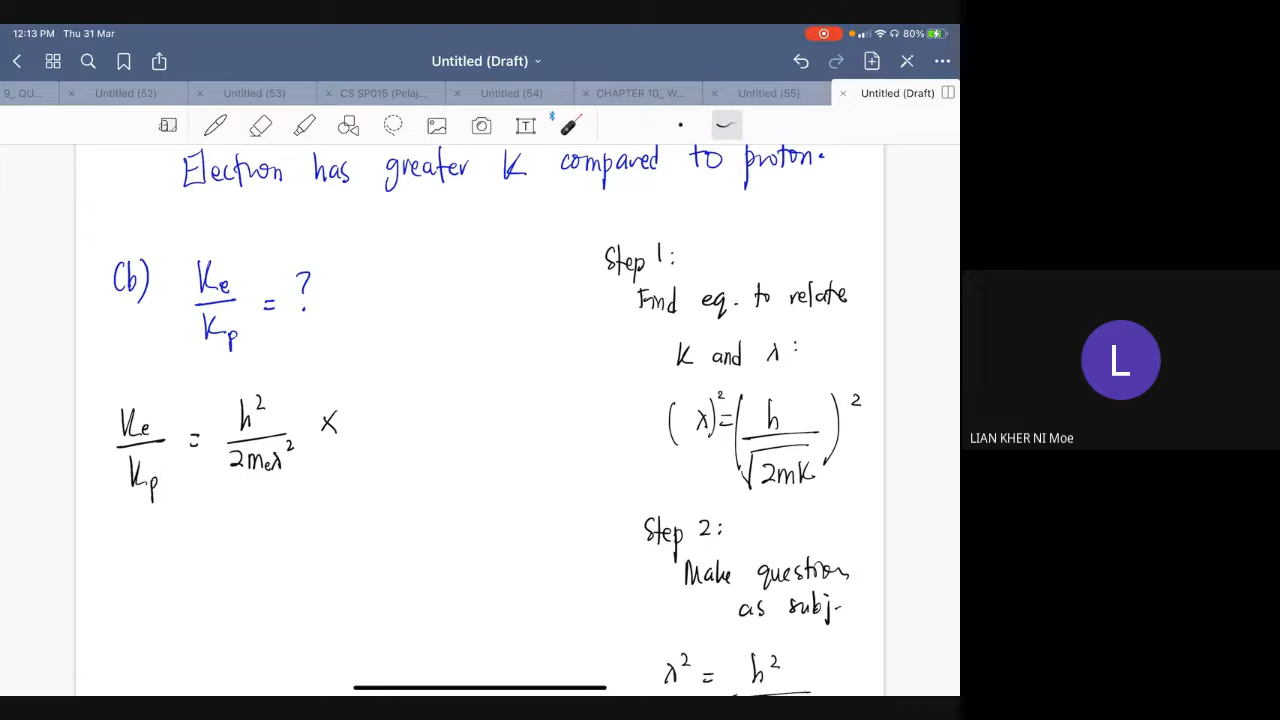 12:13 PM Thu 31 Mar
80%
Untitled (Draft)
9_ QU...
Untitled (52)
Untitled (53)
CS SP015 (Pelaj...
Untitled (54)
CHAPTER 10_ W...
Untitled (55)
Untitled (Draft)
Electron has greater K compared to proton.
(b) Ke/Kp = ?
Ke/Kp = h²/2meλ² ×
Step 1:
Find eq. to relate
K and λ :
( λ)² = (h/√2mK)²
Step 2:
Make question
as subj.
λ² = h²
L
LIAN KHER NI Moe